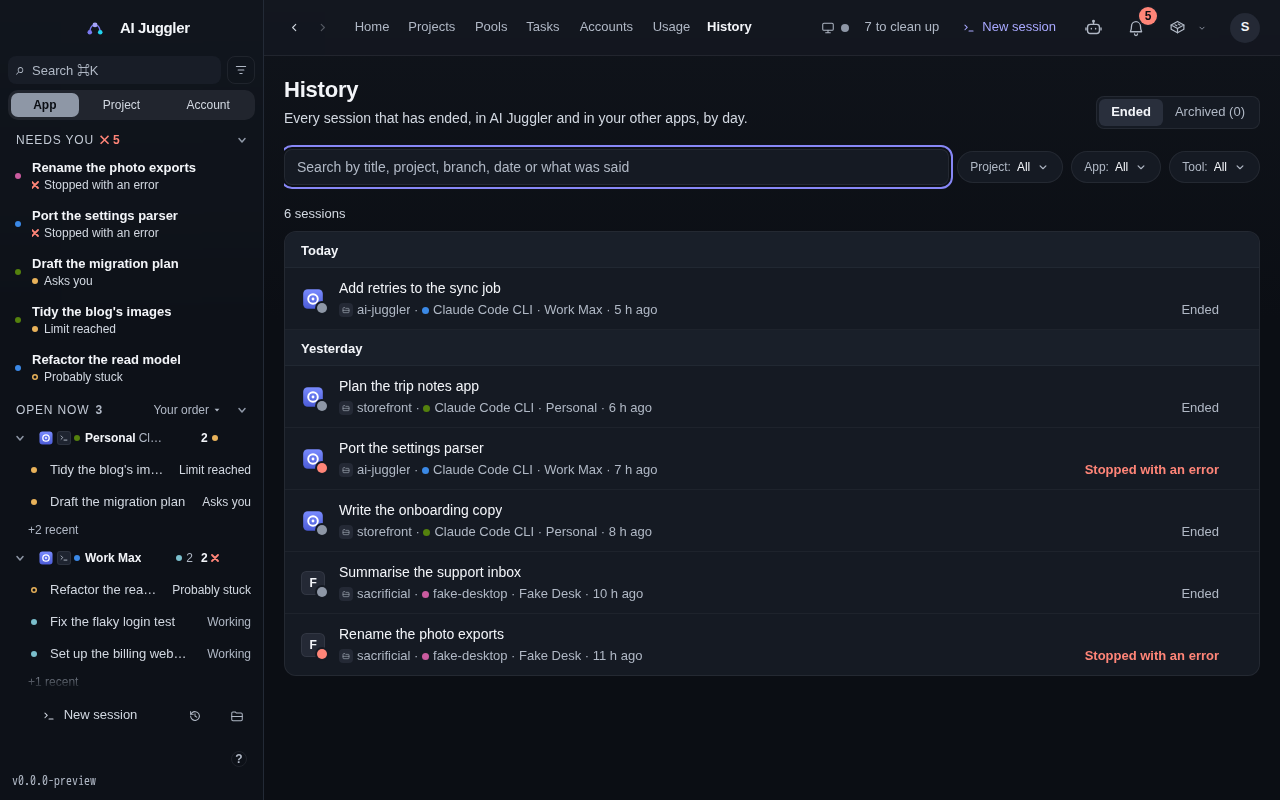 AI Juggler
Search ⌘K
App Project Account
NEEDS YOU 5
Rename the photo exports
Stopped with an error
Port the settings parser
Stopped with an error
Draft the migration plan
Asks you
Tidy the blog's images
Limit reached
Refactor the read model
Probably stuck
OPEN NOW 3 Your order
Personal Cl… 2
Tidy the blog's im… Limit reached
Draft the migration plan Asks you
+2 recent
Work Max 2 2
Refactor the rea… Probably stuck
Fix the flaky login test Working
Set up the billing web… Working
+1 recent
New session
?
v0.0.0-preview
Home Projects Pools Tasks Accounts Usage History 7 to clean up New session 5 S
History
Every session that has ended, in AI Juggler and in your other apps, by day.
Ended Archived (0)
Search by title, project, branch, date or what was said
Project: All App: All Tool: All
6 sessions
Today
Add retries to the sync job
ai-juggler · Claude Code CLI · Work Max · 5 h ago Ended
Yesterday
Plan the trip notes app
storefront · Claude Code CLI · Personal · 6 h ago Ended
Port the settings parser
ai-juggler · Claude Code CLI · Work Max · 7 h ago Stopped with an error
Write the onboarding copy
storefront · Claude Code CLI · Personal · 8 h ago Ended
F Summarise the support inbox
sacrificial · fake-desktop · Fake Desk · 10 h ago Ended
F Rename the photo exports
sacrificial · fake-desktop · Fake Desk · 11 h ago Stopped with an error